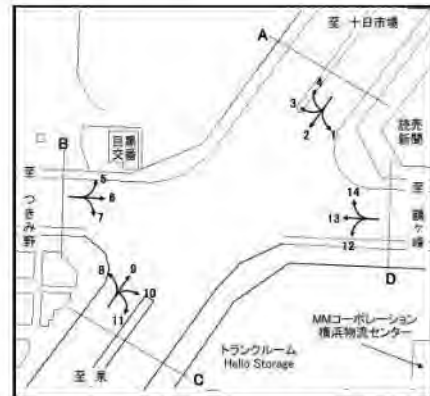 至 十日市場
A
4
3
2
1
目黒
交番
B
読売
新聞
至
つきみ野
5
6
7
14
13
12
至
鶴ヶ峰
8
9
10
11
D
MMコーポレーション
横浜物流センター
トランクルーム
Hello Storage
至 東
C